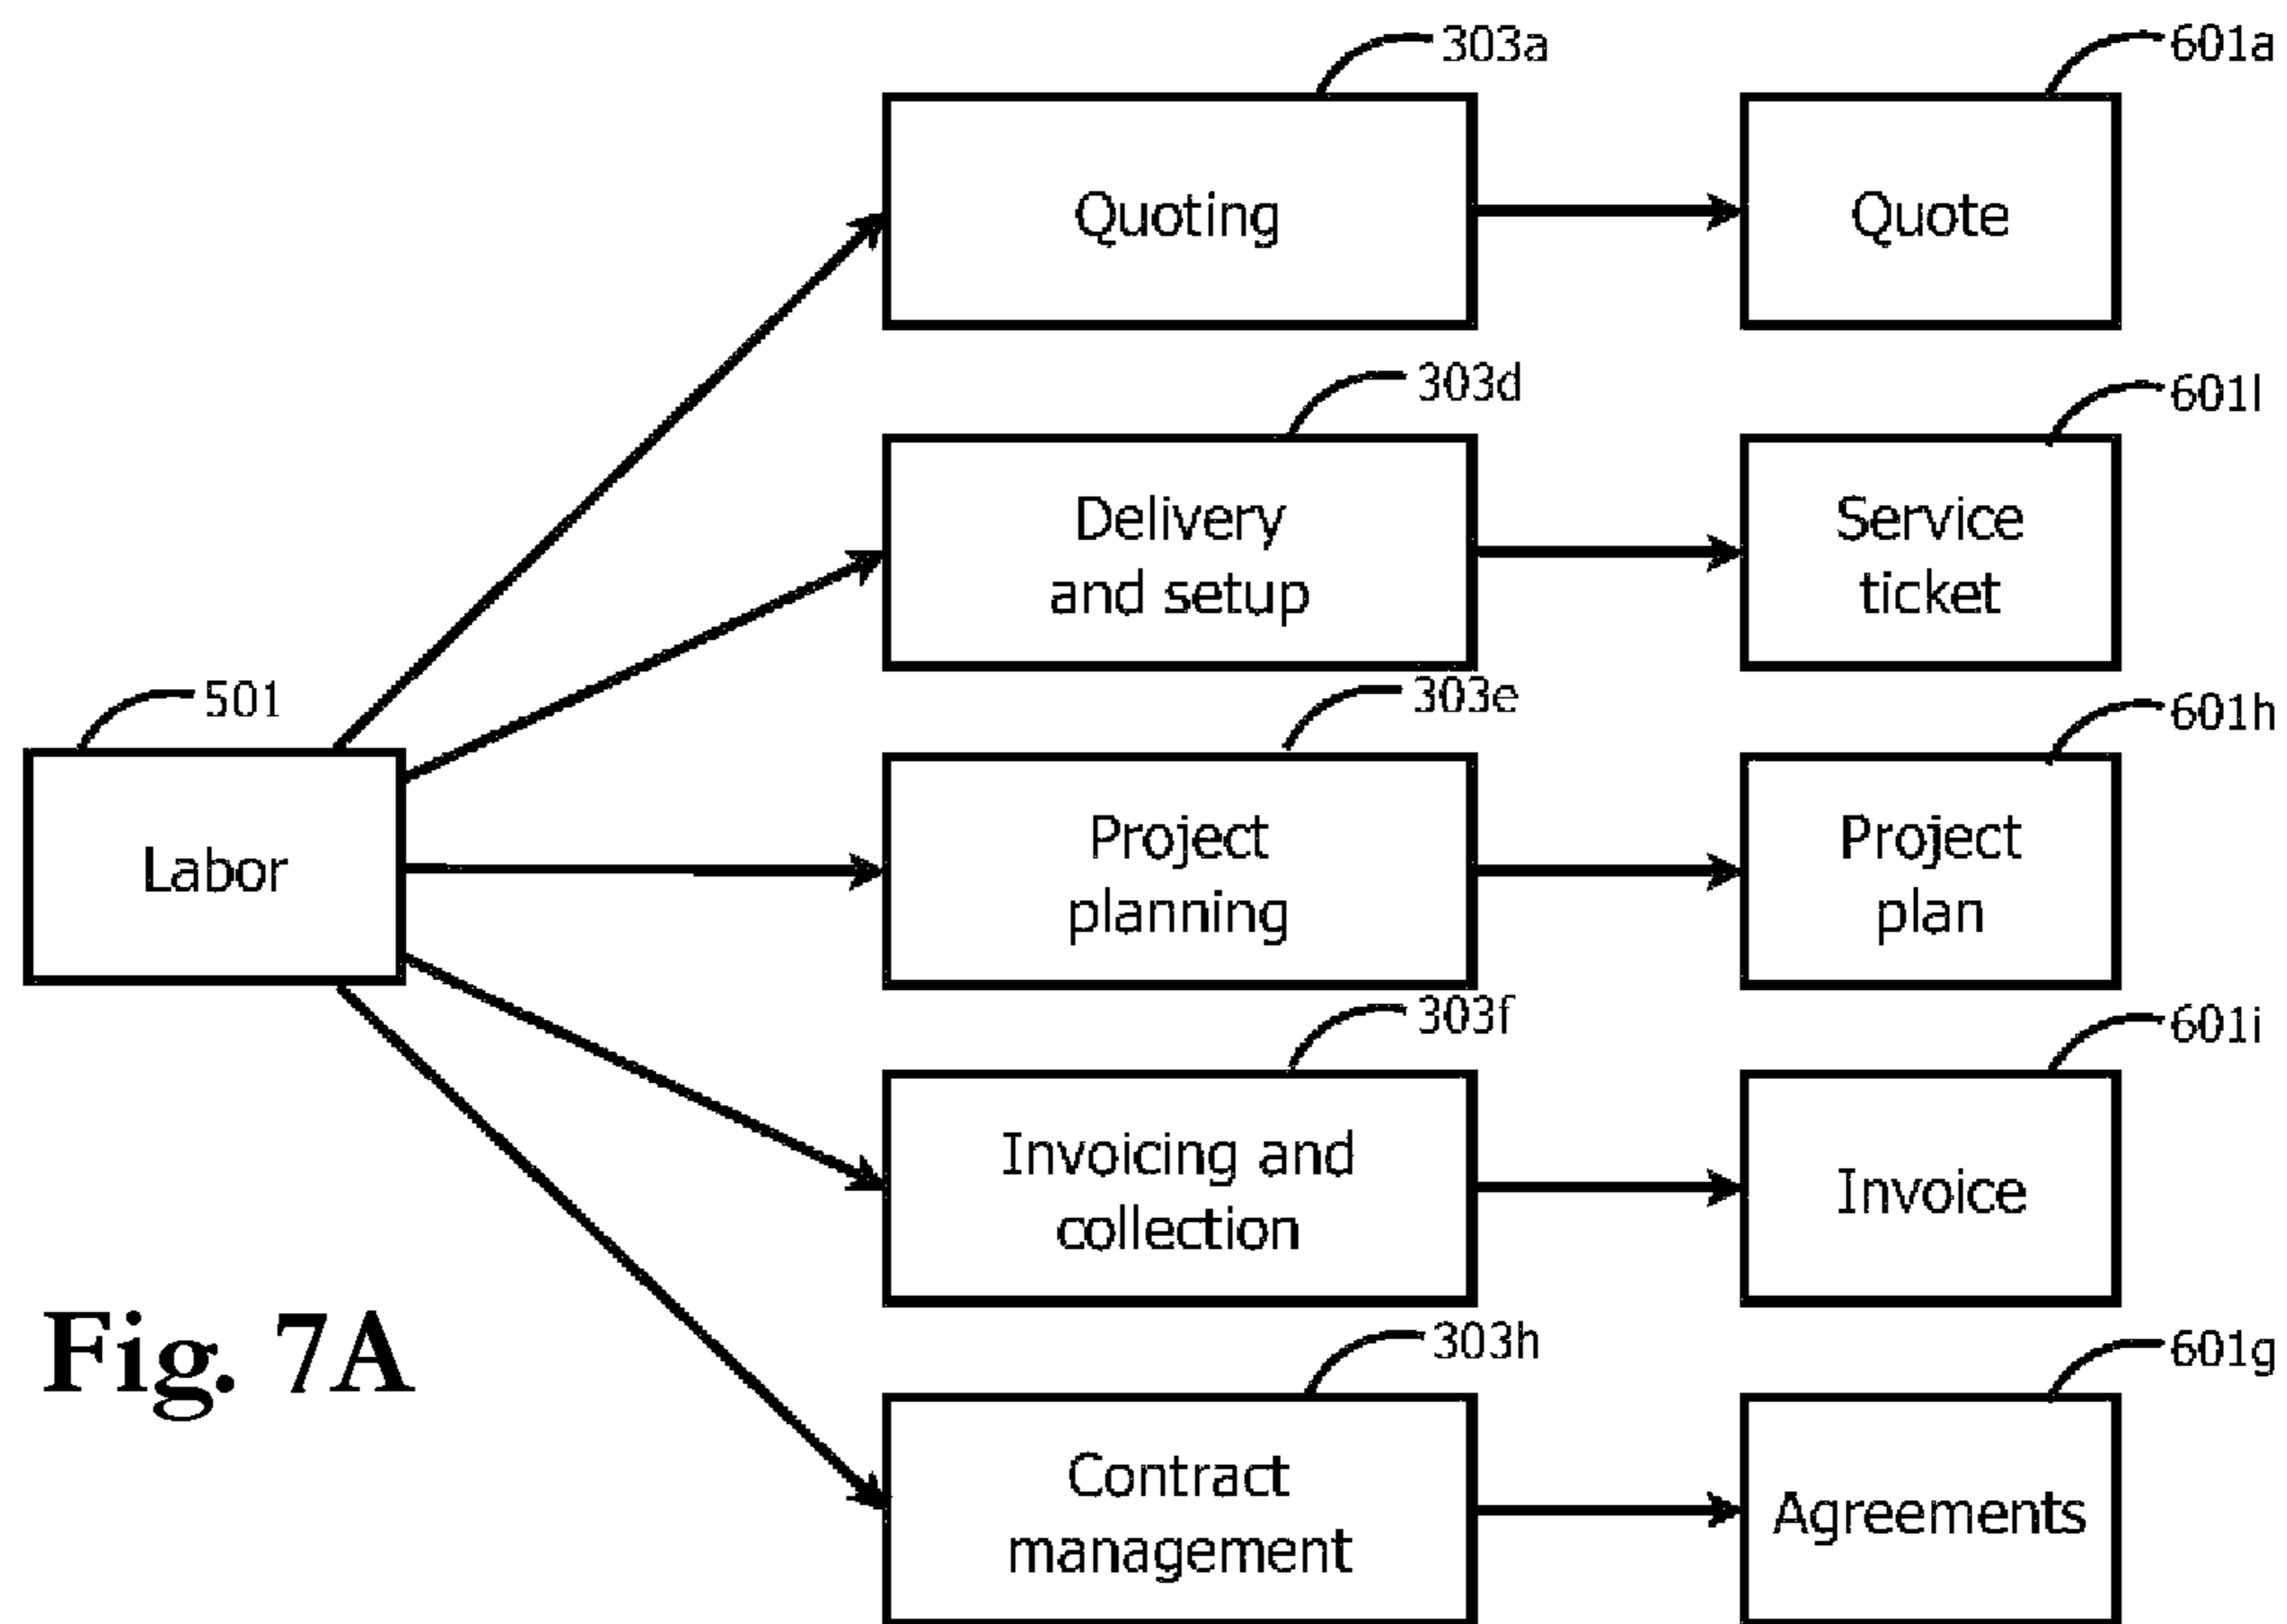 303a
601a
Quoting
Quote
303d
601l
Delivery
and setup
Service
ticket
501
303e
601h
Labor
Project
planning
Project
plan
303f
601i
Invoicing and
collection
Invoice
Fig. 7A
303h
601g
Contract
management
Agreements